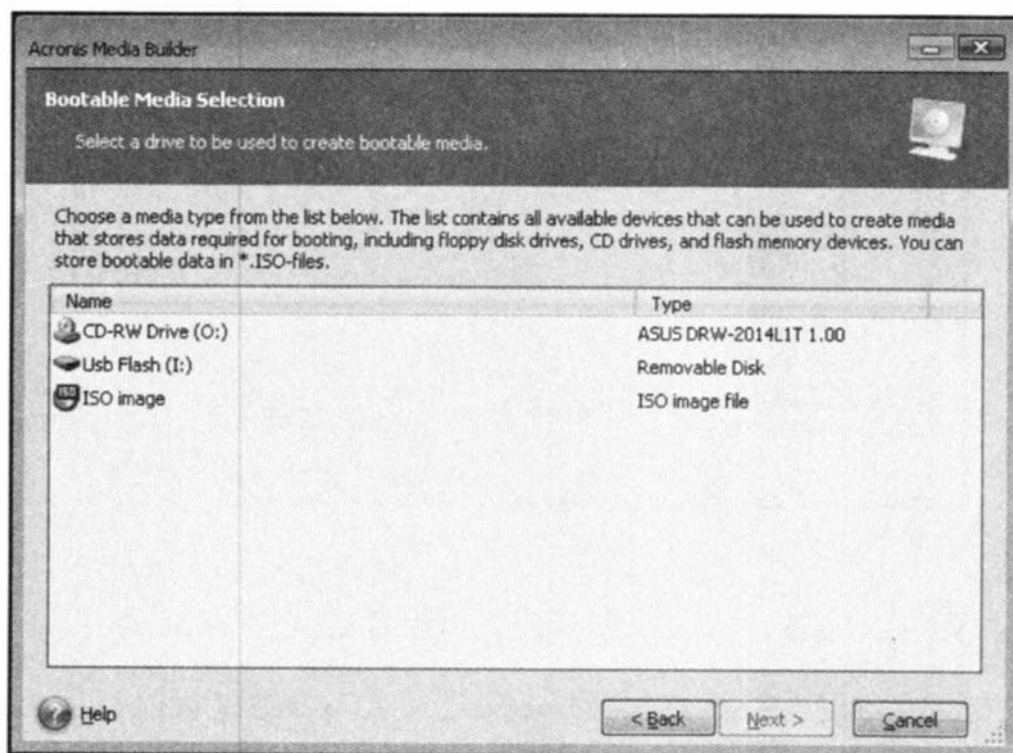 Acronis Media Builder
Bootable Media Selection
Select a drive to be used to create bootable media.
Choose a media type from the list below. The list contains all available devices that can be used to create media
that stores data required for booting, including floppy disk drives, CD drives, and flash memory devices. You can
store bootable data in *.ISO-files.
Name Type
CD-RW Drive (O:) ASUS DRW-2014L1T 1.00
Usb Flash (I:) Removable Disk
ISO image ISO image file
Help < Back Next > Cancel